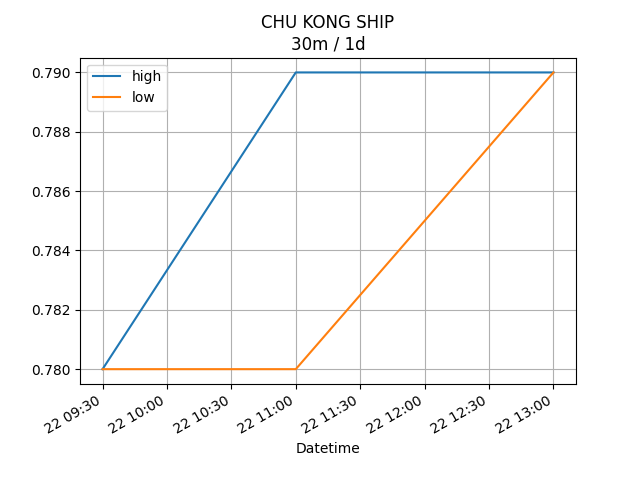 CHU KONG SHIP
30m / 1d
high
low
0.790
0.788
0.786
0.784
0.782
0.780
22 09:30
22 10:00
22 10:30
22 11:00
22 11:30
22 12:00
22 12:30
22 13:00
Datetime